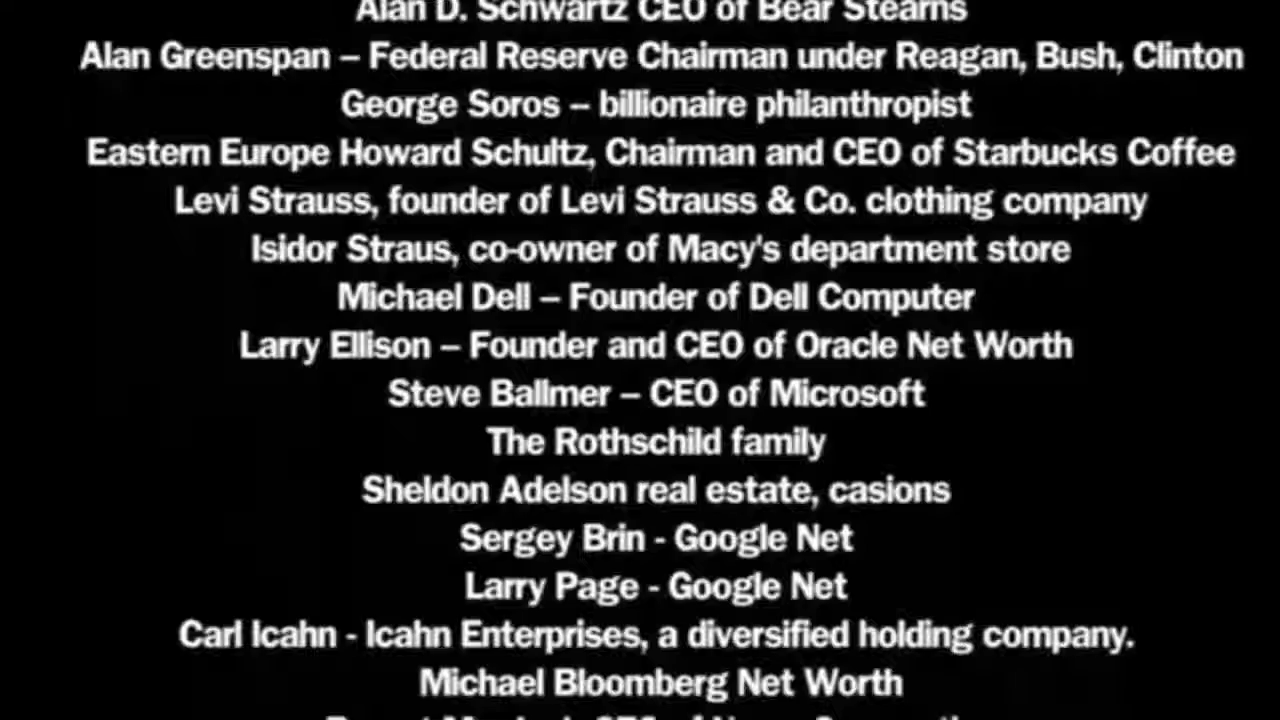 Alan D. Schwartz CEO of Bear Stearns
Alan Greenspan – Federal Reserve Chairman under Reagan, Bush, Clinton
George Soros – billionaire philanthropist
Eastern Europe Howard Schultz, Chairman and CEO of Starbucks Coffee
Levi Strauss, founder of Levi Strauss & Co. clothing company
Isidor Straus, co-owner of Macy's department store
Michael Dell – Founder of Dell Computer
Larry Ellison – Founder and CEO of Oracle Net Worth
Steve Ballmer – CEO of Microsoft
The Rothschild family
Sheldon Adelson real estate, casions
Sergey Brin - Google Net
Larry Page - Google Net
Carl Icahn - Icahn Enterprises, a diversified holding company.
Michael Bloomberg Net Worth